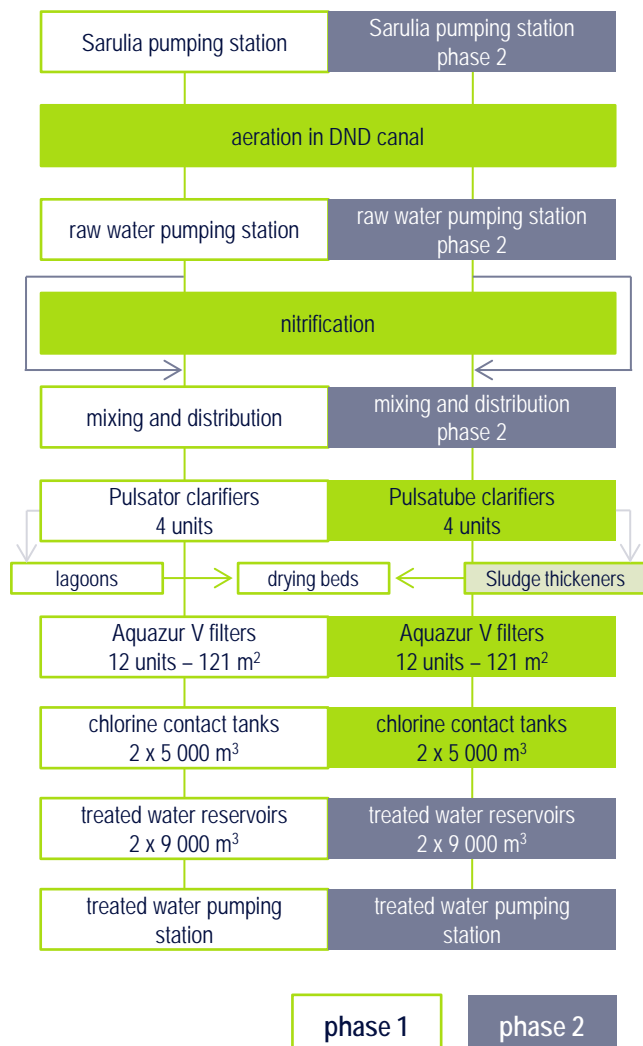 Sarulia pumping station
Sarulia pumping station
phase 2
aeration in DND canal
raw water pumping station
raw water pumping station
phase 2
nitrification
mixing and distribution
mixing and distribution
phase 2
Pulsator clarifiers
4 units
Pulsatube clarifiers
4 units
lagoons
drying beds
Sludge thickeners
Aquazur V filters
12 units – 121 m²
Aquazur V filters
12 units – 121 m²
chlorine contact tanks
2 x 5 000 m³
chlorine contact tanks
2 x 5 000 m³
treated water reservoirs
2 x 9 000 m³
treated water reservoirs
2 x 9 000 m³
treated water pumping
station
treated water pumping
station
phase 1
phase 2